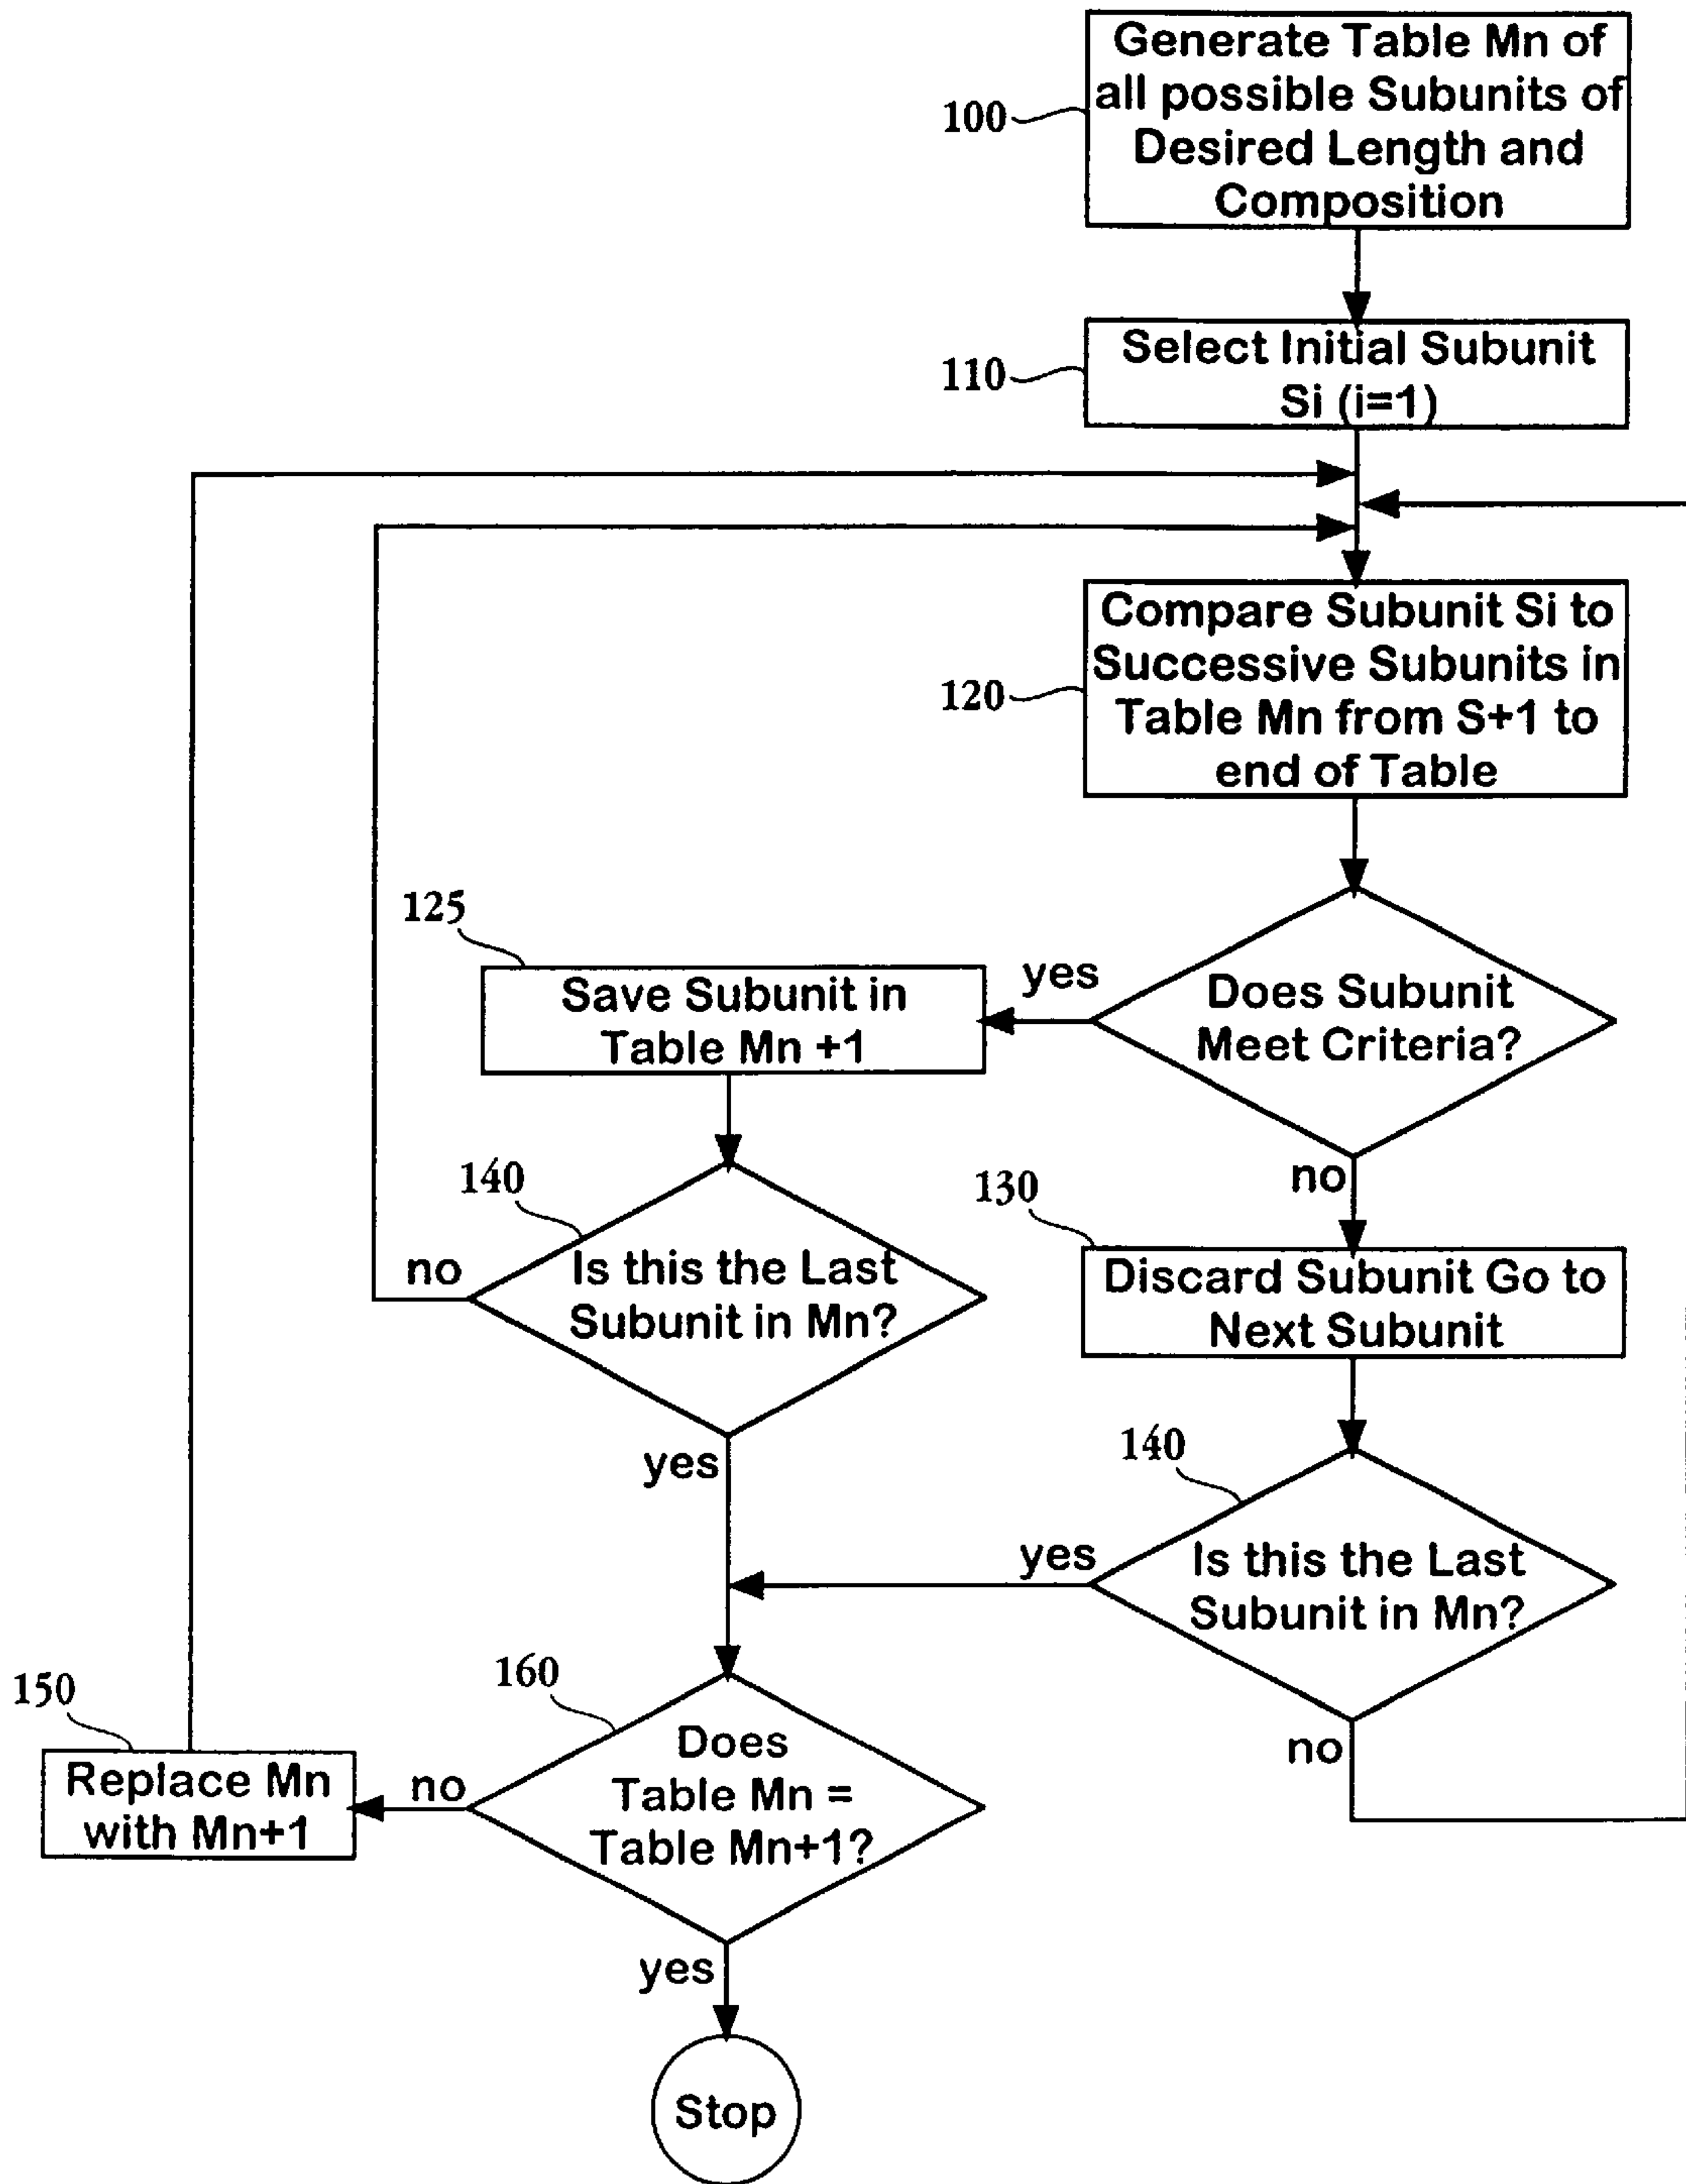 Generate Table Mn of
all possible Subunits of
Desired Length and
Composition
100
Select Initial Subunit
Si (i=1)
110
Compare Subunit Si to
Successive Subunits in
Table Mn from S+1 to
end of Table
120
Does Subunit
Meet Criteria?
yes
no
125
Save Subunit in
Table Mn +1
130
Discard Subunit Go to
Next Subunit
140
Is this the Last
Subunit in Mn?
no
yes
140
Is this the Last
Subunit in Mn?
yes
no
160
Does
Table Mn =
Table Mn+1?
no
yes
150
Replace Mn
with Mn+1
Stop